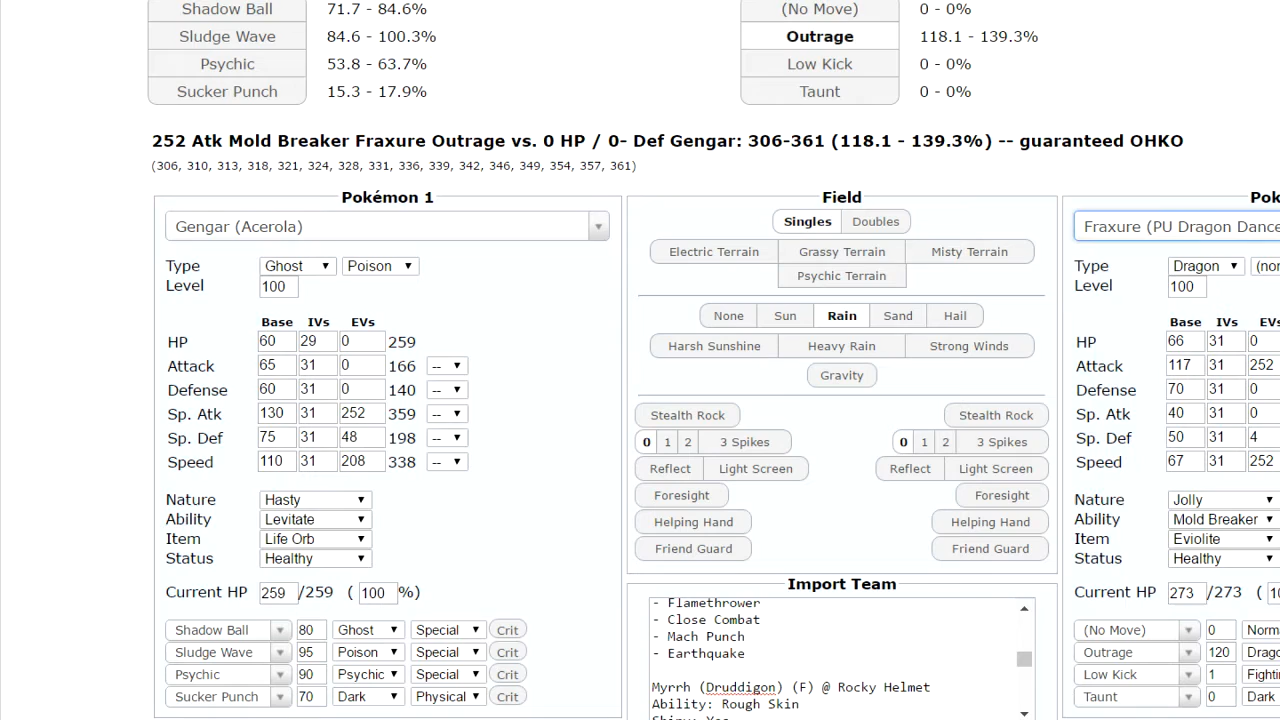 Shadow Ball 71.7 - 84.6% (No Move) 0 - 0%
Sludge Wave 84.6 - 100.3% Outrage 118.1 - 139.3%
Psychic 53.8 - 63.7% Low Kick 0 - 0%
Sucker Punch 15.3 - 17.9% Taunt 0 - 0%
252 Atk Mold Breaker Fraxure Outrage vs. 0 HP / 0- Def Gengar: 306-361 (118.1 - 139.3%) -- guaranteed OHKO
(306, 310, 313, 318, 321, 324, 328, 331, 336, 339, 342, 346, 349, 354, 357, 361)
Pokémon 1
Gengar (Acerola)
Type Ghost Poison
Level 100
Base IVs EVs
HP 60 29 0 259
Attack 65 31 0 166 --
Defense 60 31 0 140 --
Sp. Atk 130 31 252 359 --
Sp. Def 75 31 48 198 --
Speed 110 31 208 338 --
Nature Hasty
Ability Levitate
Item Life Orb
Status Healthy
Current HP 259 /259 ( 100 %)
Shadow Ball 80 Ghost Special Crit
Sludge Wave 95 Poison Special Crit
Psychic 90 Psychic Special Crit
Sucker Punch 70 Dark Physical Crit
Field
Singles Doubles
Electric Terrain Grassy Terrain Misty Terrain
Psychic Terrain
None Sun Rain Sand Hail
Harsh Sunshine Heavy Rain Strong Winds
Gravity
Stealth Rock Stealth Rock
0 1 2 3 Spikes 0 1 2 3 Spikes
Reflect Light Screen Reflect Light Screen
Foresight Foresight
Helping Hand Helping Hand
Friend Guard Friend Guard
Import Team
- Flamethrower
- Close Combat
- Mach Punch
- Earthquake
Myrrh (Druddigon) (F) @ Rocky Helmet
Ability: Rough Skin
Shiny: Yes
Pok
Fraxure (PU Dragon Dance
Type Dragon (nor
Level 100
Base IVs EVs
HP 66 31 0
Attack 117 31 252
Defense 70 31 0
Sp. Atk 40 31 0
Sp. Def 50 31 4
Speed 67 31 252
Nature Jolly
Ability Mold Breaker
Item Eviolite
Status Healthy
Current HP 273 /273 ( 10
(No Move) 0 Norm
Outrage 120 Drago
Low Kick 1 Fightin
Taunt 0 Dark